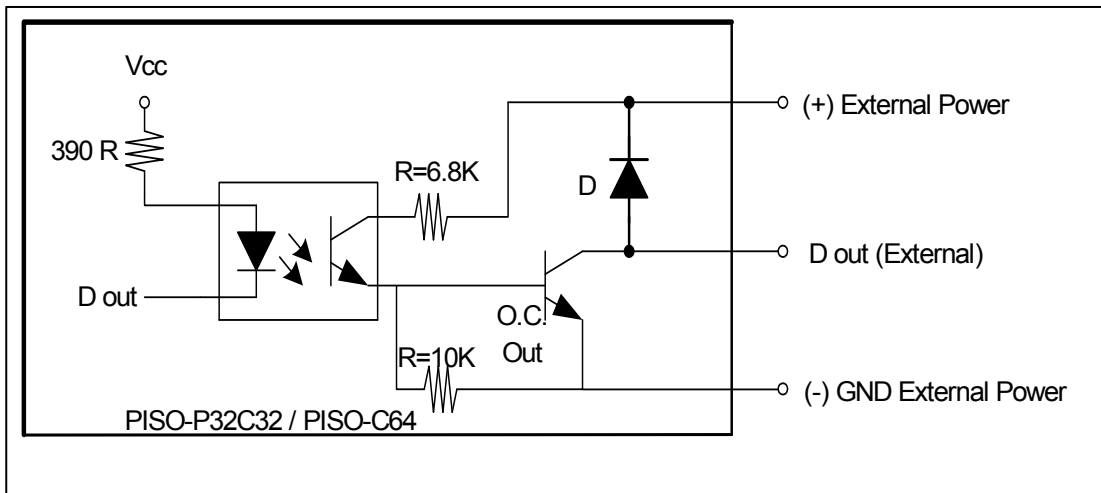 Vcc
390 R
D out
R=6.8K
D
O.C.
Out
R=10K
(+) External Power
D out (External)
(-) GND External Power
PISO-P32C32 / PISO-C64